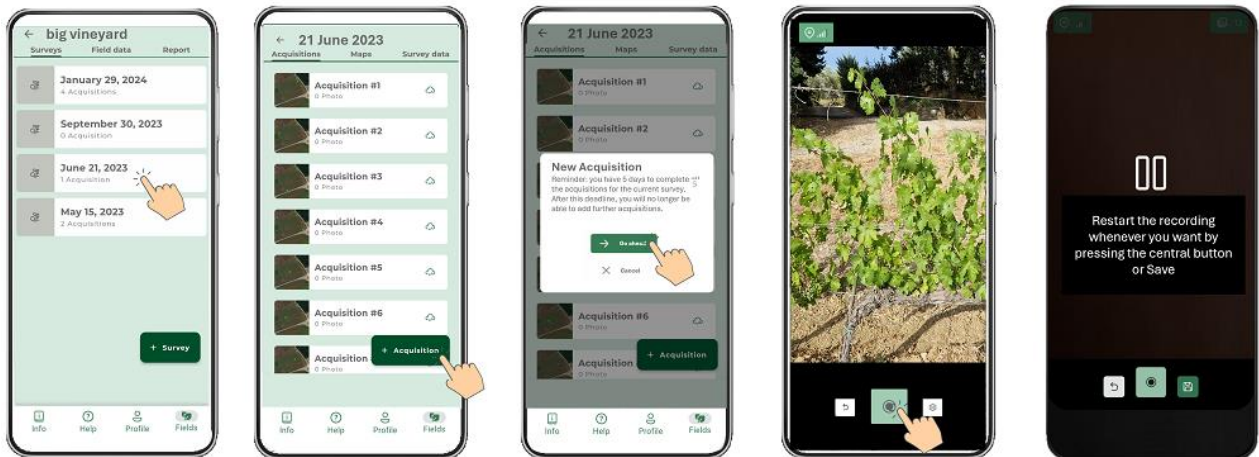 ← big vineyard
Surveys Field data Report
January 29, 2024
4 Acquisitions
September 30, 2023
0 Acquisition
June 21, 2023
1 Acquisition
May 15, 2023
2 Acquisitions
+ Survey
Info Help Profile Fields
← 21 June 2023
Acquisitions Maps Survey data
Acquisition #1
0 Photo
Acquisition #2
0 Photo
Acquisition #3
0 Photo
Acquisition #4
0 Photo
Acquisition #5
0 Photo
Acquisition #6
0 Photo
Acquisition
0 Photo
+ Acquisition
Info Help Profile Fields
← 21 June 2023
Acquisitions Maps Survey data
Acquisition #1
0 Photo
Acquisition #2
0 Photo
New Acquisition
Reminder: you have 5 days to complete
the acquisitions for the current survey.
After this deadline, you will no longer be
able to add further acquisitions.
→ Go ahead
× Cancel
Acquisition #6
0 Photo
Acquisition
0 Photo
+ Acquisition
Info Help Profile Fields
Restart the recording
whenever you want by
pressing the central button
or Save